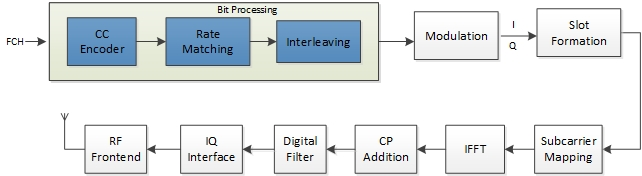 Bit Processing
FCH
CC
Encoder
Rate
Matching
Interleaving
Modulation
I
Q
Slot
Formation
RF
Frontend
IQ
Interface
Digital
Filter
CP
Addition
IFFT
Subcarrier
Mapping